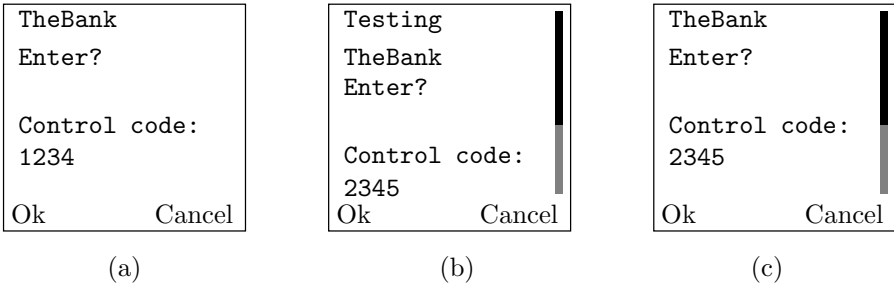 TheBank
Enter?
Control code:
1234
Ok Cancel
(a)
Testing
TheBank
Enter?
Control code:
2345
Ok Cancel
(b)
TheBank
Enter?
Control code:
2345
Ok Cancel
(c)